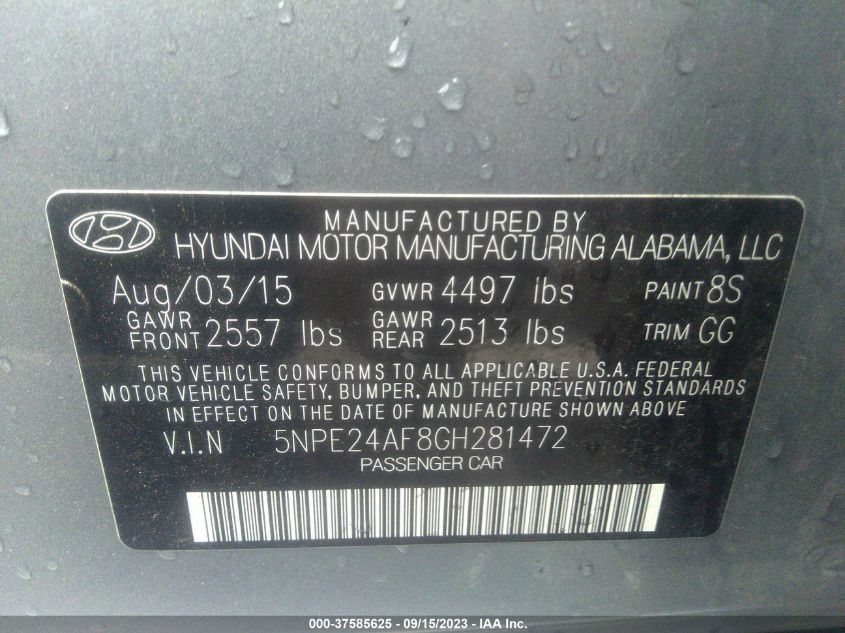 MANUFACTURED BY
HYUNDAI MOTOR MANUFACTURING ALABAMA, LLC
Aug/03/15 GVWR 4497 lbs PAINT 8S
GAWR FRONT 2557 lbs GAWR REAR 2513 lbs TRIM GG
THIS VEHICLE CONFORMS TO ALL APPLICABLE U.S.A. FEDERAL
MOTOR VEHICLE SAFETY, BUMPER, AND THEFT PREVENTION STANDARDS
IN EFFECT ON THE DATE OF MANUFACTURE SHOWN ABOVE
V.I.N 5NPE24AF8GH281472
PASSENGER CAR
000-37585625 - 09/15/2023 - IAA Inc.